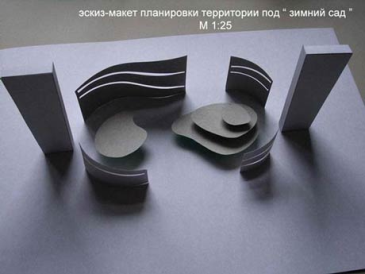 эскиз-макет планировки территории под “ зимний сад ”
М 1:25